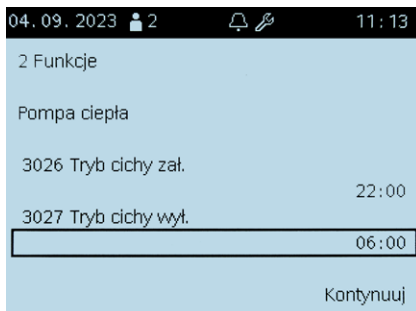 04.09.2023 2 11:13
2 Funkcje
Pompa ciepła
3026 Tryb cichy zał.
22:00
3027 Tryb cichy wył.
06:00
Kontynuuj